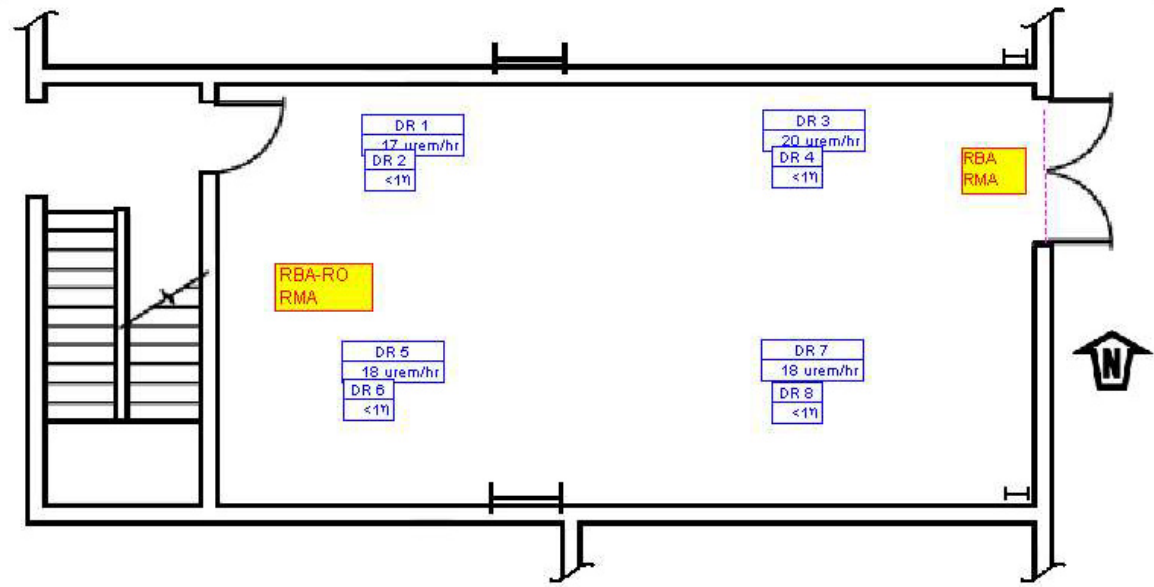 DR 1
17 urem/hr
DR 2
<1η
DR 3
20 urem/hr
DR 4
<1η
RBA
RMA
RBA-RO
RMA
DR 5
18 urem/hr
DR 6
<1η
DR 7
18 urem/hr
DR 8
<1η
N